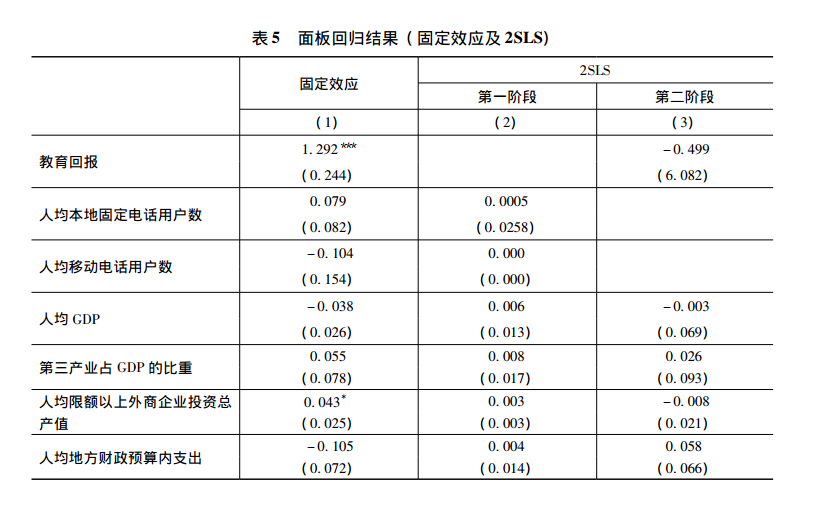 表 5 面板回归结果 ( 固定效应及 2SLS)
固定效应 2SLS
第一阶段 第二阶段
( 1) ( 2) ( 3)
教育回报 1. 292 *** - 0. 499
( 0. 244) ( 6. 082)
人均本地固定电话用户数 0. 079 0. 0005
( 0. 082) ( 0. 0258)
人均移动电话用户数 - 0. 104 0. 000
( 0. 154) ( 0. 000)
人均 GDP - 0. 038 0. 006 - 0. 003
( 0. 026) ( 0. 013) ( 0. 069)
第三产业占 GDP 的比重 0. 055 0. 008 0. 026
( 0. 078) ( 0. 017) ( 0. 093)
人均限额以上外商企业投资总 0. 043* 0. 003 - 0. 008
产值 ( 0. 025) ( 0. 003) ( 0. 021)
人均地方财政预算内支出 - 0. 105 0. 004 0. 058
( 0. 072) ( 0. 014) ( 0. 066)